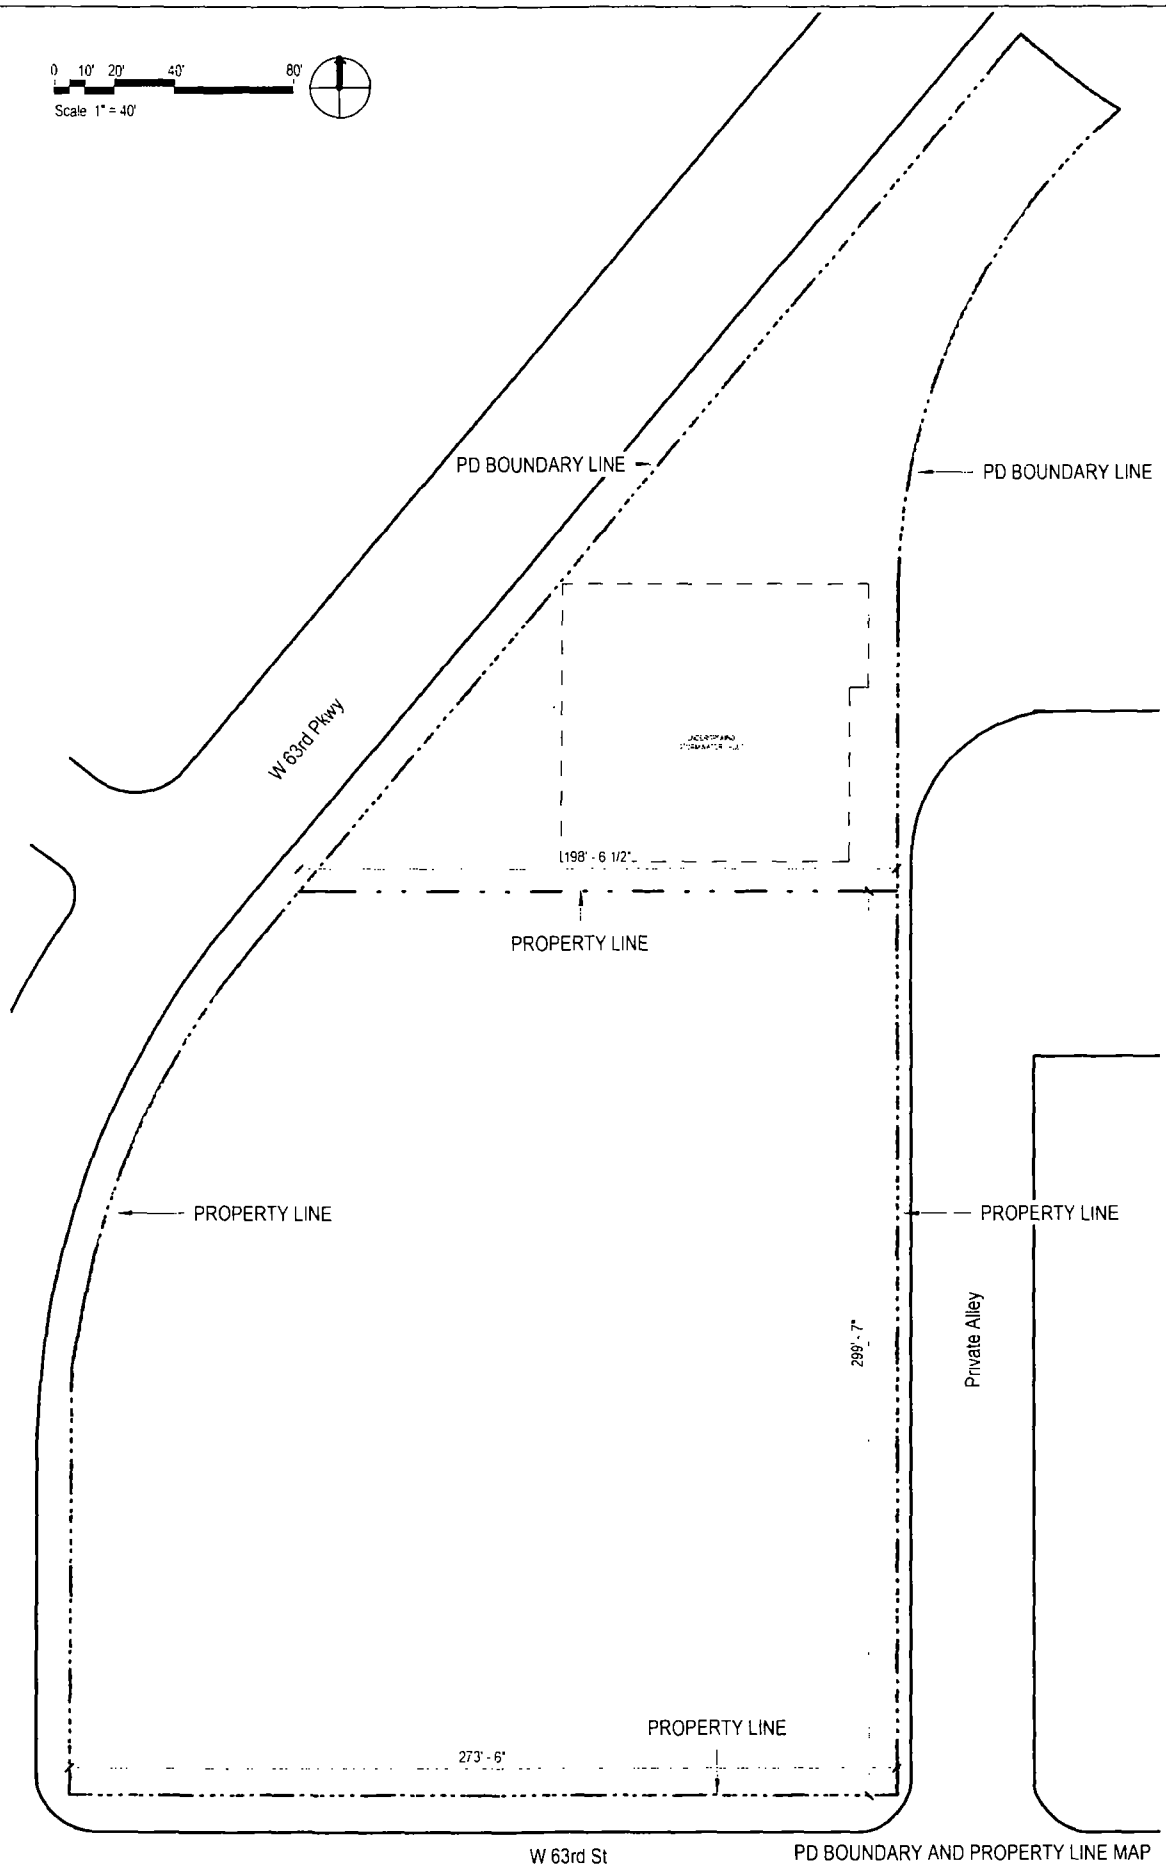 0 10' 20' 40' 80'
Scale 1" = 40'
PD BOUNDARY LINE
PD BOUNDARY LINE
W 63rd Pkwy
198' - 6 1/2"
PROPERTY LINE
PROPERTY LINE
PROPERTY LINE
299' - 7"
Private Alley
PROPERTY LINE
273' - 6"
W 63rd St
PD BOUNDARY AND PROPERTY LINE MAP